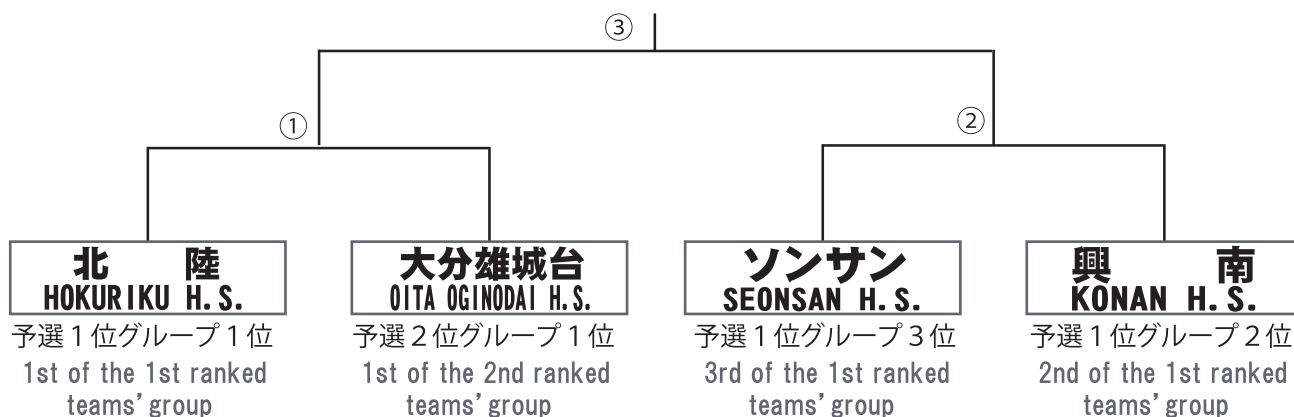 ③
①
②
北 陸
HOKURIKU H.S.
予選1位グループ1位
1st of the 1st ranked
teams' group
大分雄城台
OITA OGINODAI H.S.
予選2位グループ1位
1st of the 2nd ranked
teams' group
ソンサン
SEONSAN H.S.
予選1位グループ3位
3rd of the 1st ranked
teams' group
興 南
KONAN H.S.
予選1位グループ2位
2nd of the 1st ranked
teams' group